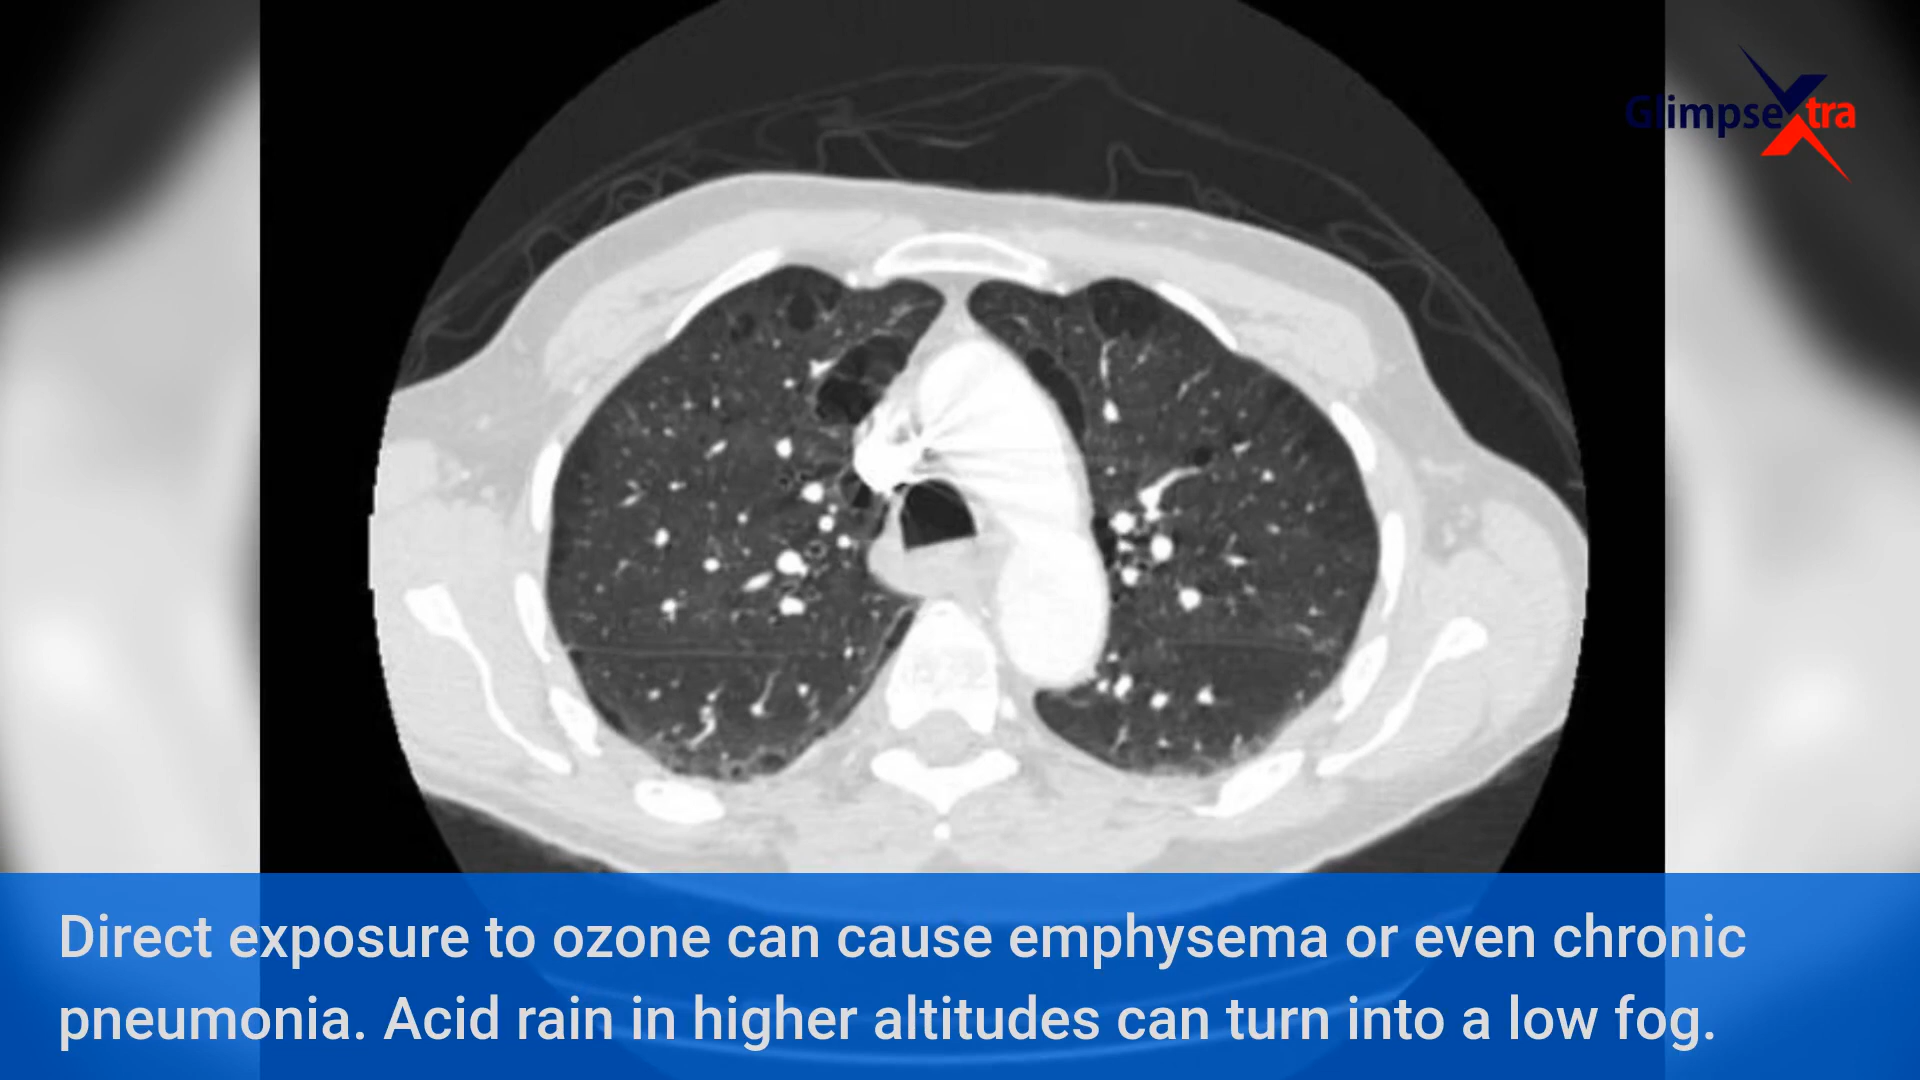 GlimpseXtra
Direct exposure to ozone can cause emphysema or even chronic
pneumonia. Acid rain in higher altitudes can turn into a low fog.